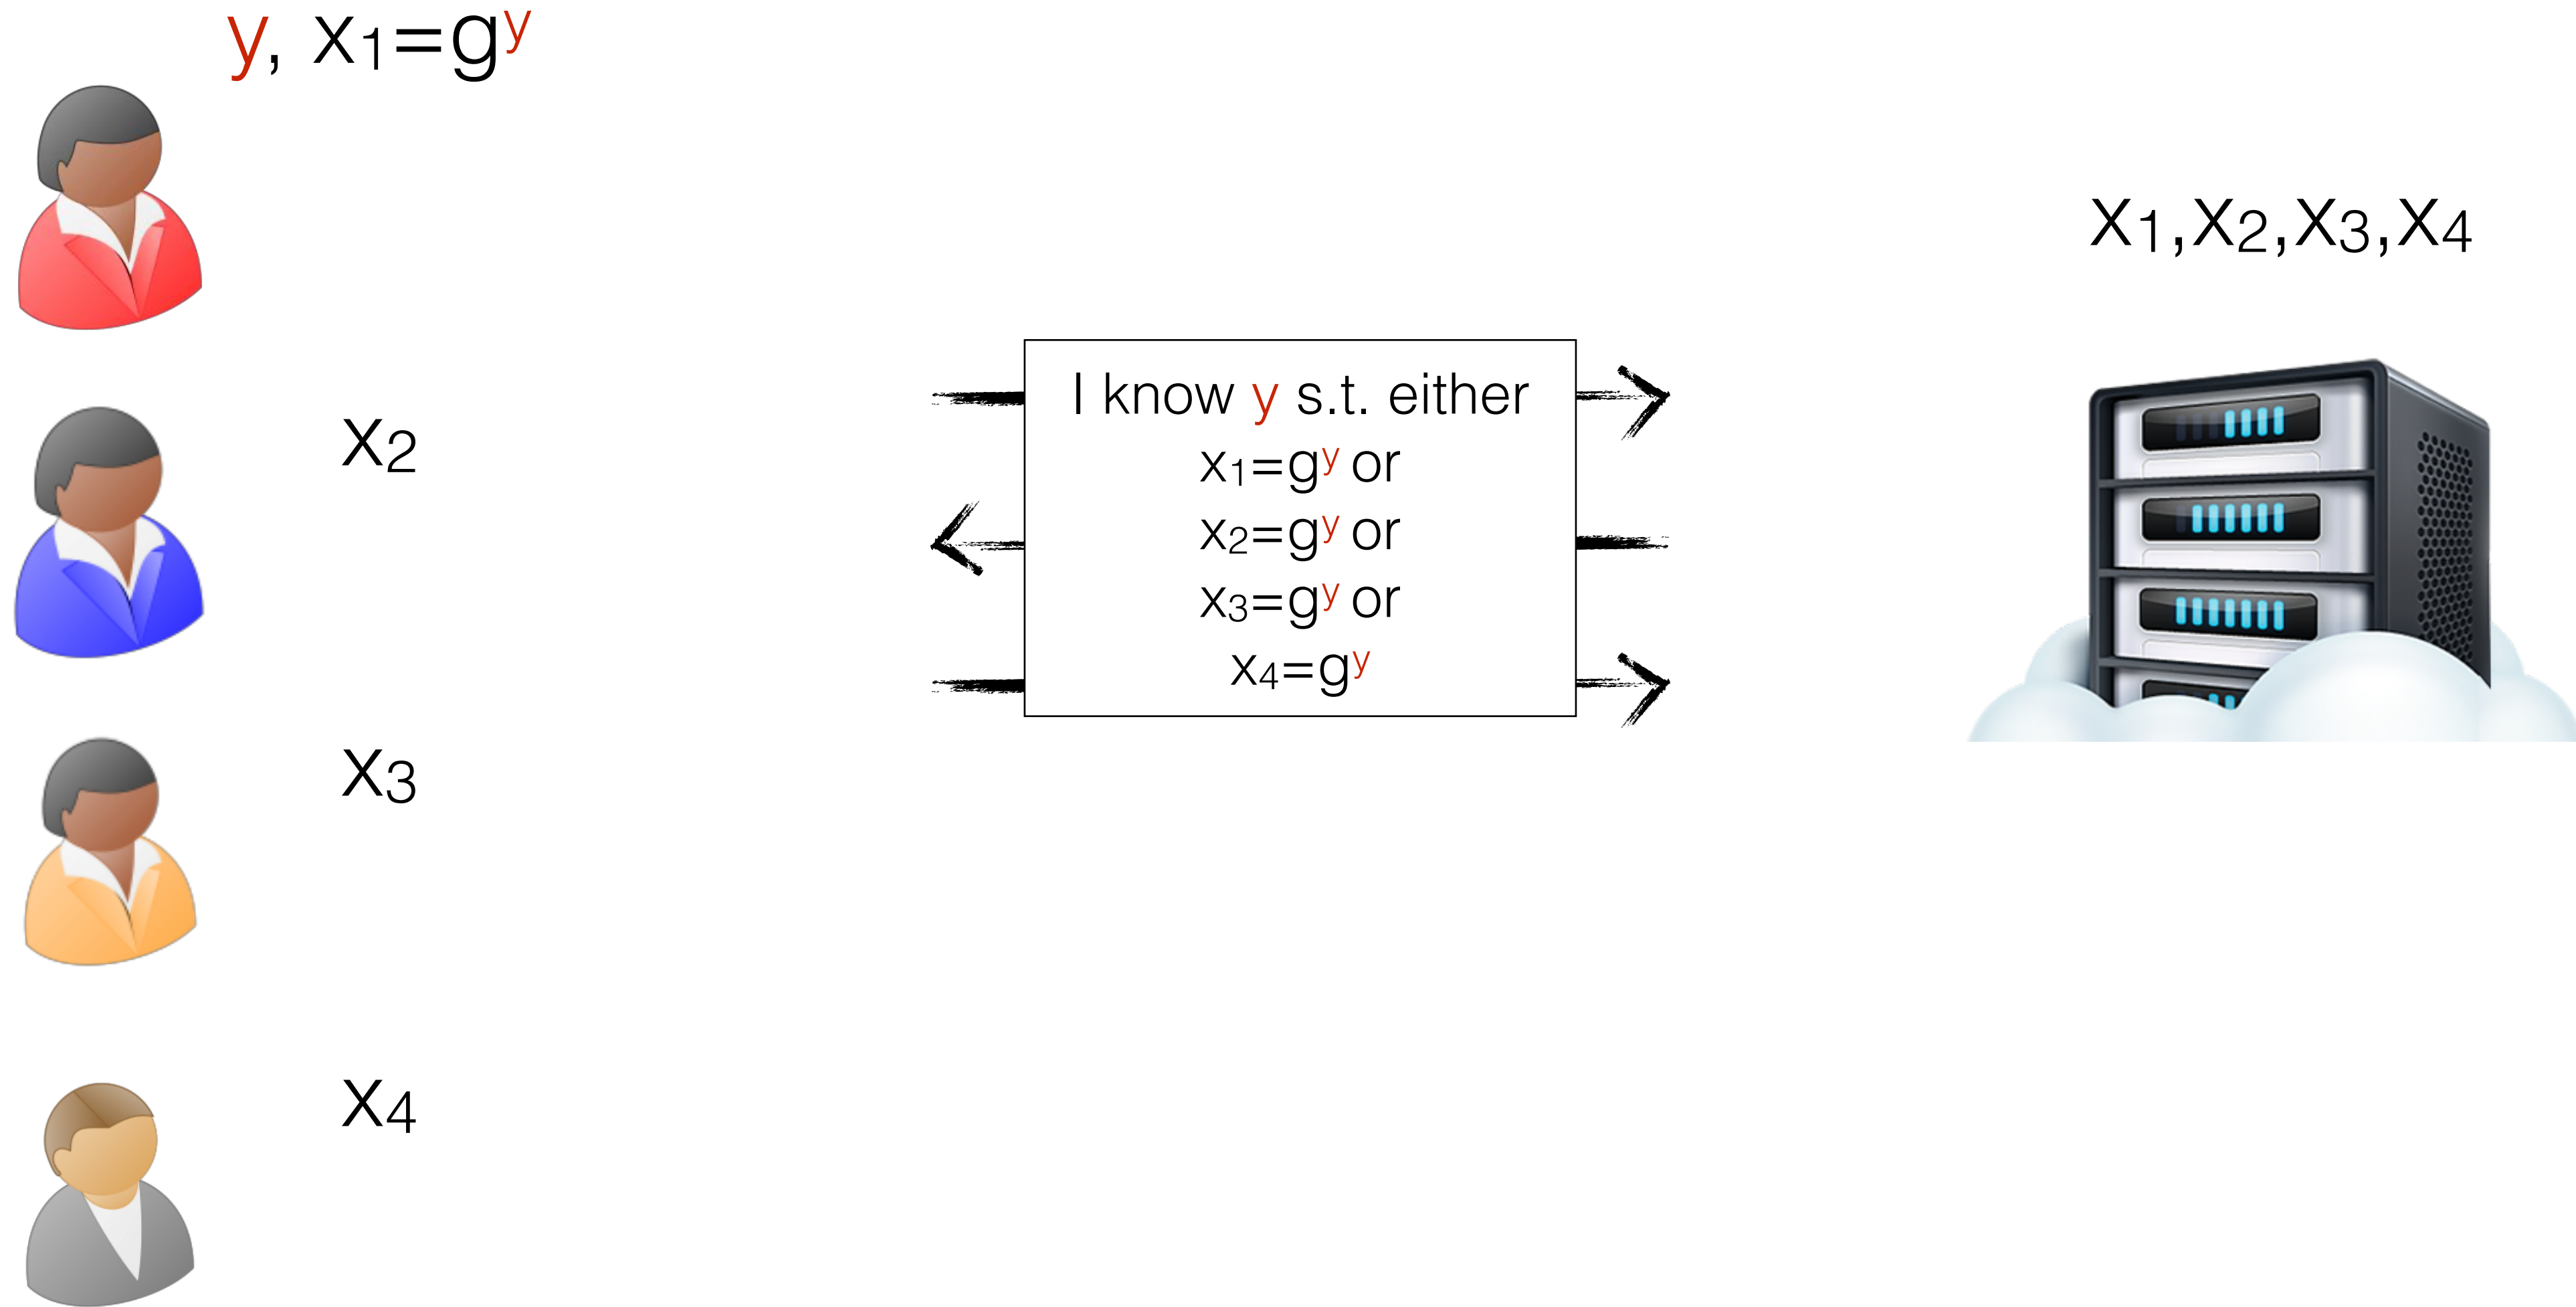 y, x₁=gʸ
x₁,x₂,x₃,x₄
I know y s.t. either
x₁=gʸ or
x₂=gʸ or
x₃=gʸ or
x₄=gʸ
x₂
x₃
x₄